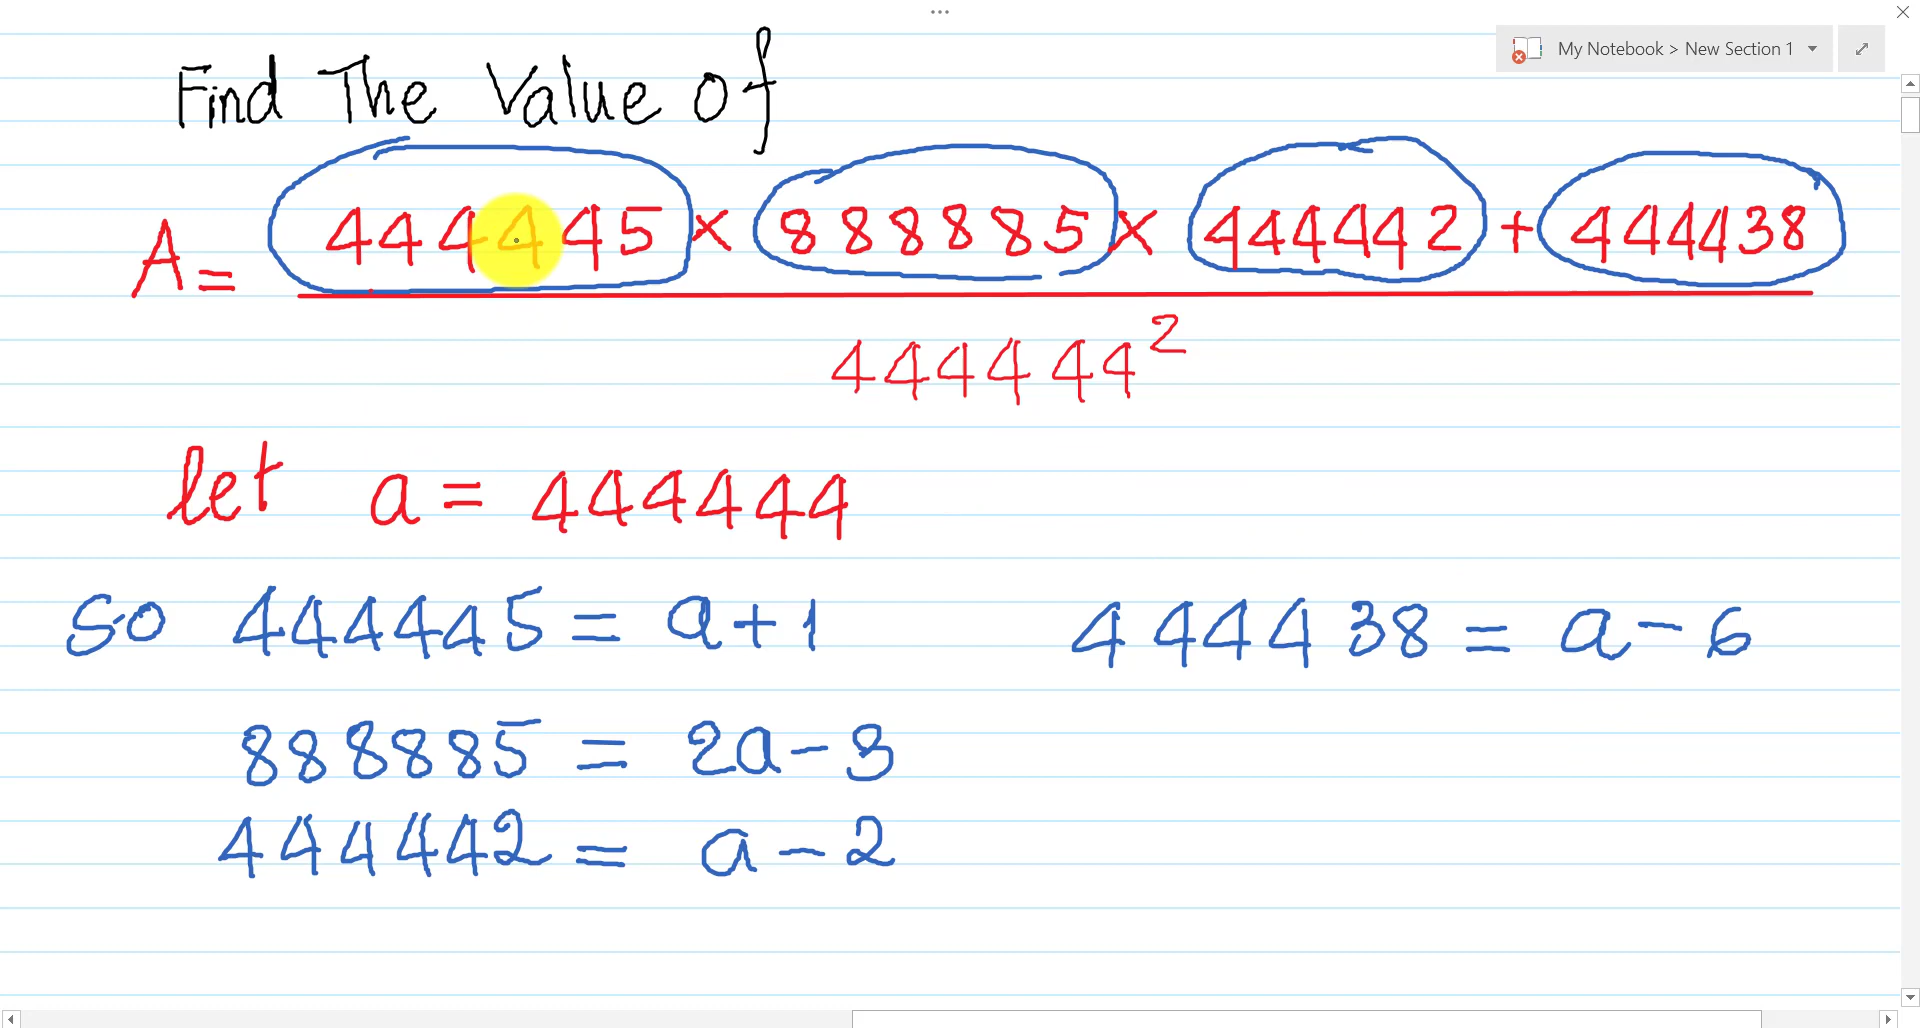 My Notebook > New Section 1
Find The Value Of
A = 444445 × 888885 × 444442 + 444438
444444²
let a = 444444
So 444445 = a + 1 444438 = a - 6
888885 = 2a - 3
444442 = a - 2